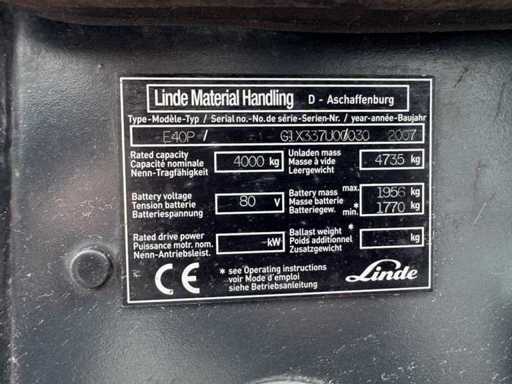 Linde Material Handling D - Aschaffenburg
Type-Modèle-Typ / Serial no.-No. de série-Serien-Nr. / year-année-Baujahr
E40P / G1X337U00030 2007
Rated capacity
Capacité nominale
Nenn-Tragfähigkeit
4000 kg
Unladen mass
Masse à vide
Leergewicht
4735 kg
Battery voltage
Tension batterie
Batteriespannung
80 V
Battery mass max.
Masse batterie
Batteriegew. * min.
1956 kg
1770 kg
Rated drive power
Puissance motr. nom.
Nenn-Antriebsleist.
-kW
Ballast weight *
Poids additionnel
Zusatzgewicht
kg
CE
* see Operating instructions
voir Mode d'emploi
siehe Betriebsanleitung
Linde